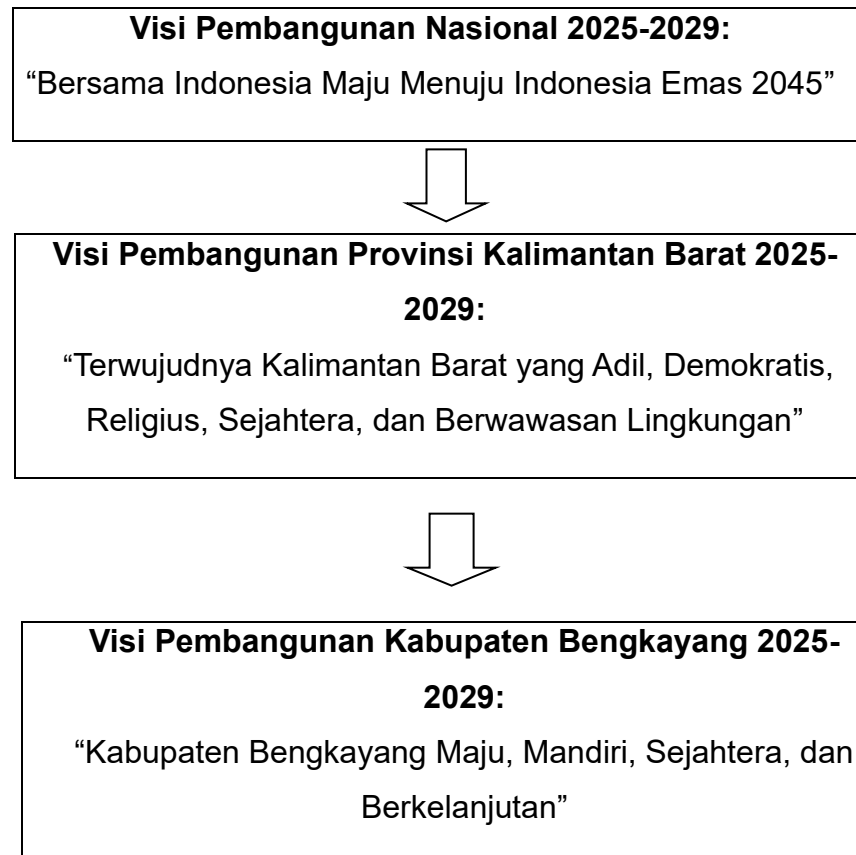 Visi Pembangunan Nasional 2025-2029:
“Bersama Indonesia Maju Menuju Indonesia Emas 2045”
Visi Pembangunan Provinsi Kalimantan Barat 2025-
2029:
“Terwujudnya Kalimantan Barat yang Adil, Demokratis,
Religius, Sejahtera, dan Berwawasan Lingkungan”
Visi Pembangunan Kabupaten Bengkayang 2025-
2029:
“Kabupaten Bengkayang Maju, Mandiri, Sejahtera, dan
Berkelanjutan”